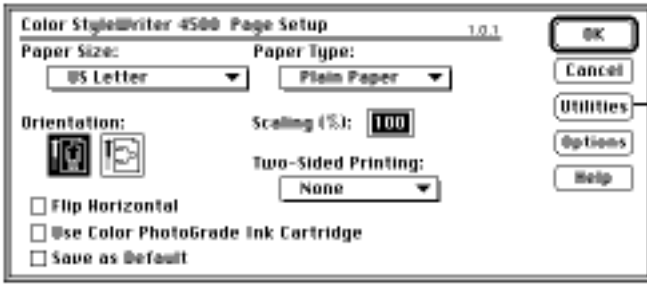 Color StyleWriter 4500 Page Setup 1.0.1 OK
Paper Size: Paper Type:
US Letter Plain Paper Cancel
Utilities
Orientation: Scaling (%): 100
Options
Two-Sided Printing:
None Help
Flip Horizontal
Use Color PhotoGrade Ink Cartridge
Save as Default